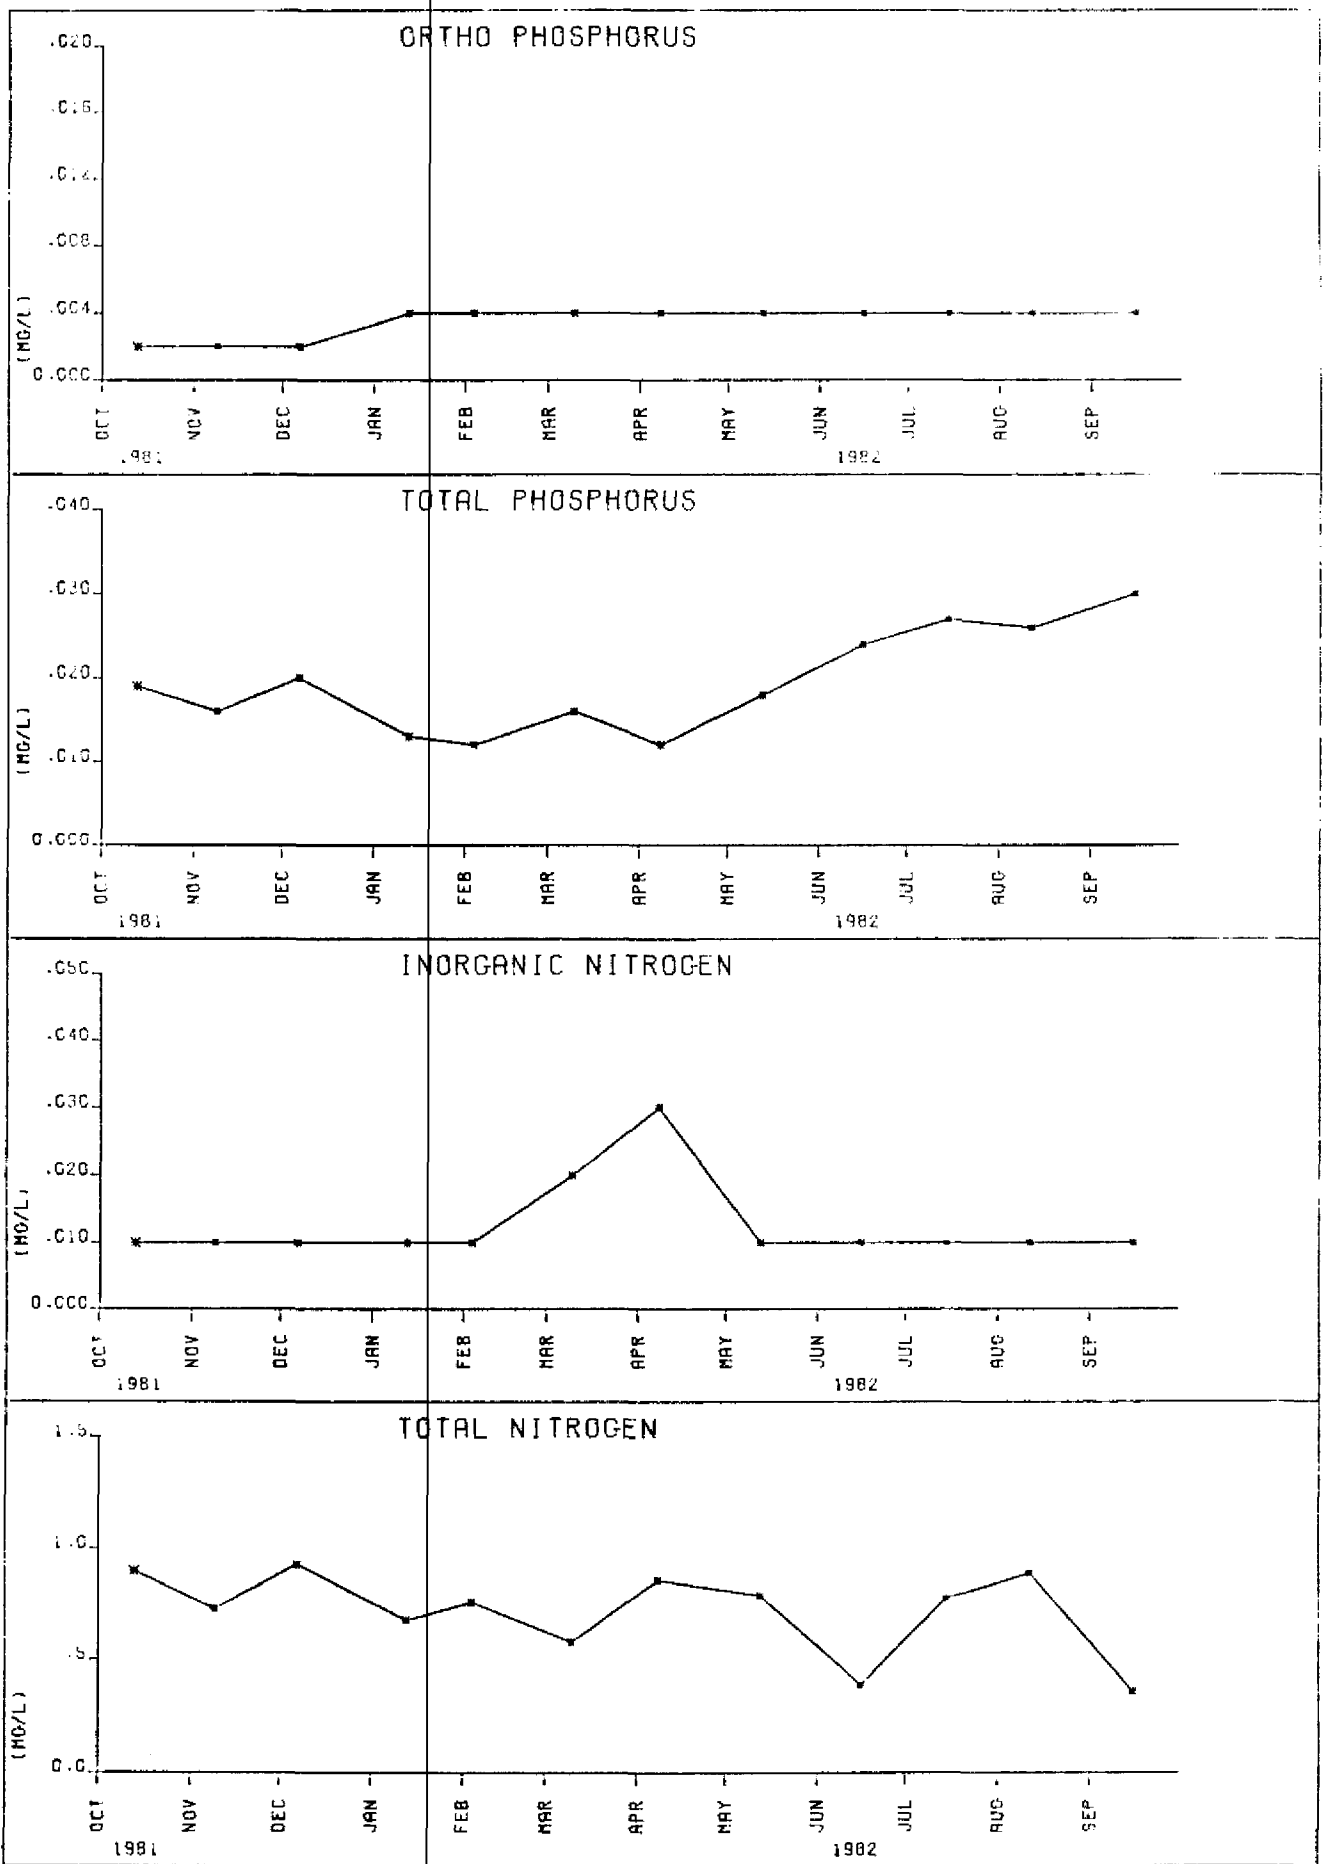 ORTHO PHOSPHORUS
.020
.016
.012
.008
.004
0.000
(MG/L)
OCT NOV DEC JAN FEB MAR APR MAY JUN JUL AUG SEP
1981 1982
TOTAL PHOSPHORUS
.040
.030
.020
.010
0.000
(MG/L)
OCT NOV DEC JAN FEB MAR APR MAY JUN JUL AUG SEP
1981 1982
INORGANIC NITROGEN
.050
.040
.030
.020
.010
0.000
(MG/L)
OCT NOV DEC JAN FEB MAR APR MAY JUN JUL AUG SEP
1981 1982
TOTAL NITROGEN
1.5
1.0
.5
0.0
(MG/L)
OCT NOV DEC JAN FEB MAR APR MAY JUN JUL AUG SEP
1981 1982